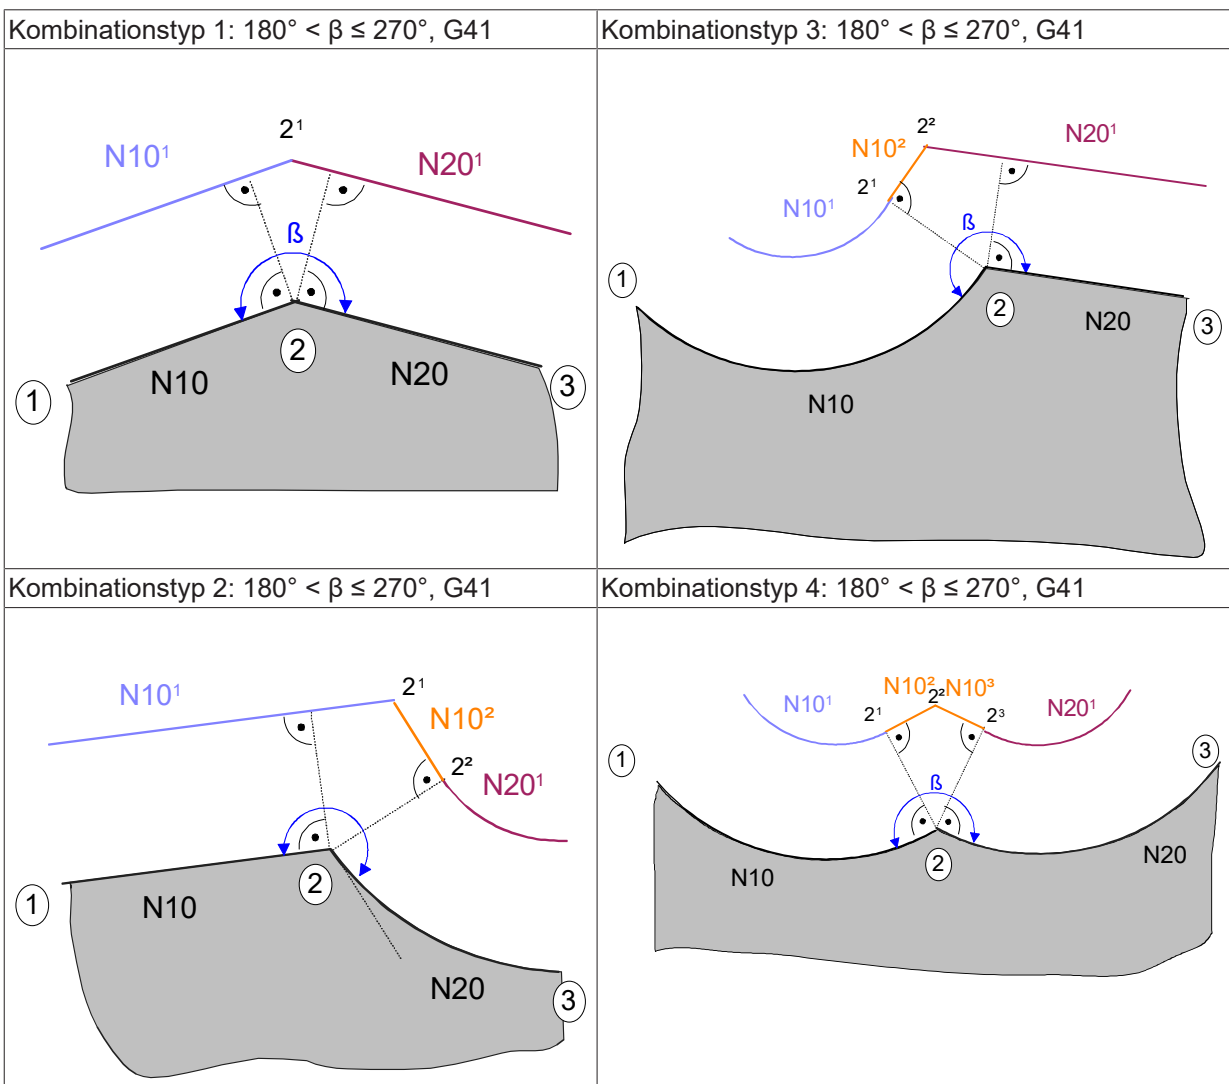 Kombinationstyp 1: 180° < β ≤ 270°, G41
2¹
N10¹
N20¹
ß
2
N10
N20
1
3
Kombinationstyp 3: 180° < β ≤ 270°, G41
2²
N20¹
N10²
2¹
N10¹
ß
1
2
N20
3
N10
Kombinationstyp 2: 180° < β ≤ 270°, G41
N10¹
2¹
N10²
2²
N20¹
ß
2
1
N10
N20
3
Kombinationstyp 4: 180° < β ≤ 270°, G41
N10² N10³
2²
N10¹
2¹
2³
N20¹
1
3
ß
2
N10
N20